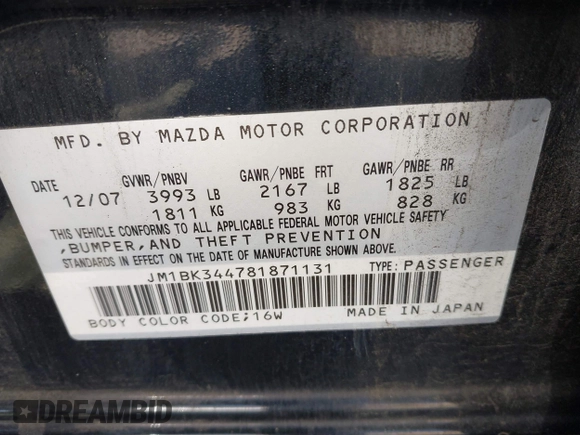 MFD. BY MAZDA MOTOR CORPORATION
DATE GVWR/PNBV GAWR/PNBE FRT GAWR/PNBE RR
12/07 3993 LB 2167 LB 1825 LB
1811 KG 983 KG 828 KG
THIS VEHICLE CONFORMS TO ALL APPLICABLE FEDERAL MOTOR VEHICLE SAFETY
,BUMPER,AND THEFT PREVENTION
STANDARDS IN EFFECT ON THE DATE OF MANUFACTURE SHOWN ABOVE.
JM1BK344781871131 TYPE: PASSENGER
MADE IN JAPAN
BODY COLOR CODE;16W
DREAMBID